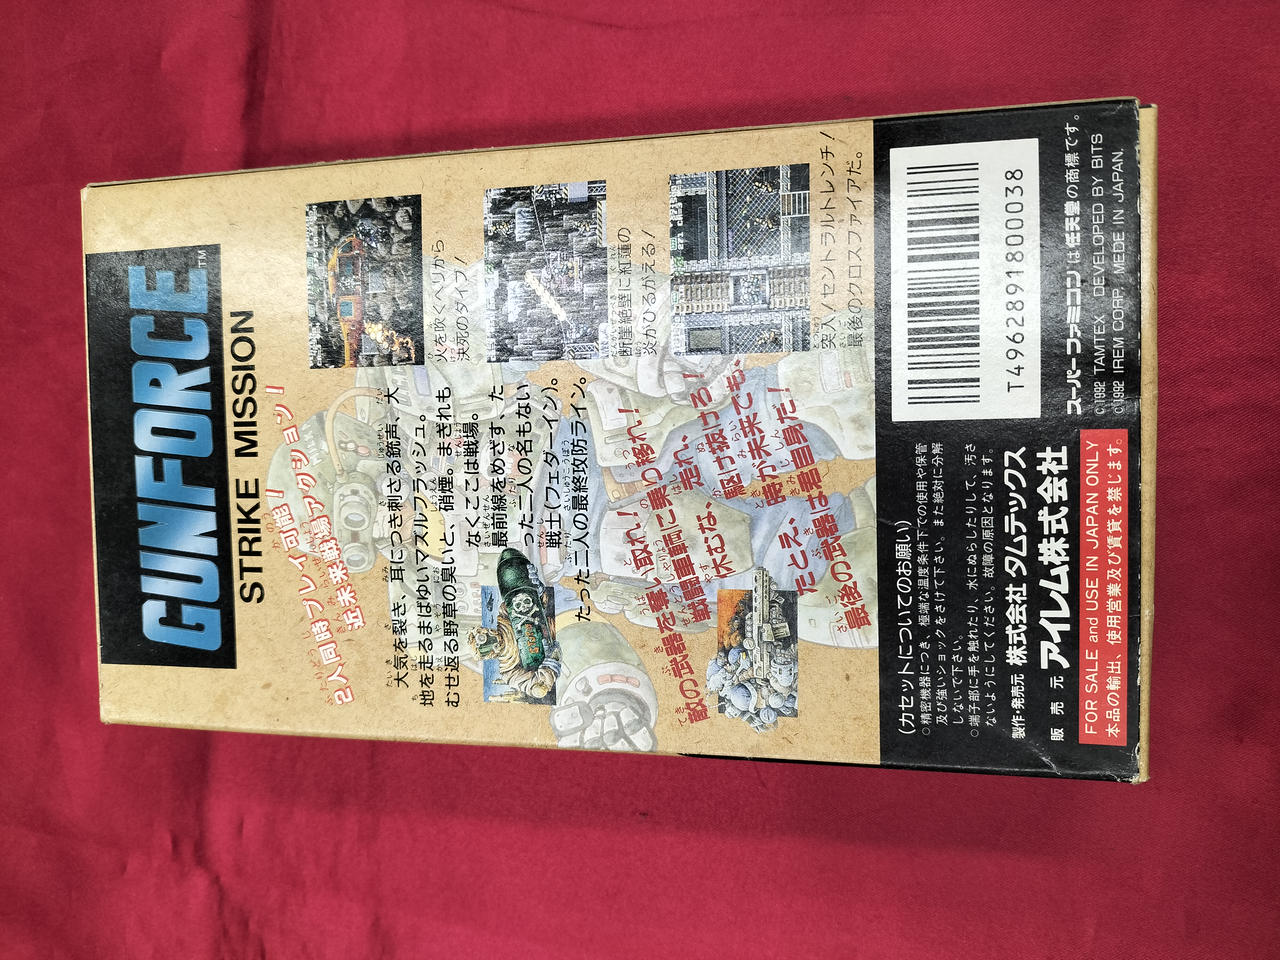 GUNFORCE™
STRIKE MISSION
2人同時プレイ可能!
近未来戦場アクション!
大気を裂き、耳につき刺さる銃声、大
地を走るまばゆいマズルフラッシュ。
むせ返る野草の臭いと、硝煙。まぎれも
なくここは戦場。
最前線をめざす、た
った二人の名もない
戦士(フェダーイン)。
たった二人の最終攻防ライン。
敵の武器を奪い取れ!
戦闘車輌に乗り移れ!
休むな、走れ、
駆け抜けろ!
たとえ、時が未来でも、
最後の武器は君自身だ!
火を吹くヘリから
決死のダイブ!
断崖絶壁に紅蓮の
炎がひるがえる!
突入〈セントラルトレンチ!
最後のクロスファイアだ。
(カセットについてのお願い)
○精密機器につき、極端な温度条件下での使用や保管
及び強いショックをさけて下さい。また絶対に分解
しないで下さい。
○端子部に手を触れたり、水にぬらしたりして、汚さ
ないようにしてください。故障の原因となります。
製作・発売元 株式会社タムテックス
販売元 アイレム株式会社
FOR SALE and USE IN JAPAN ONLY
本品の輸出、使用営業及び賃貸を禁じます。
T4962891800038
スーパーファミコンは任天堂の商標です。
©1992 TAMTEX DEVELOPED BY BITS
©1992 IREM CORP, MEDE IN JAPAN.